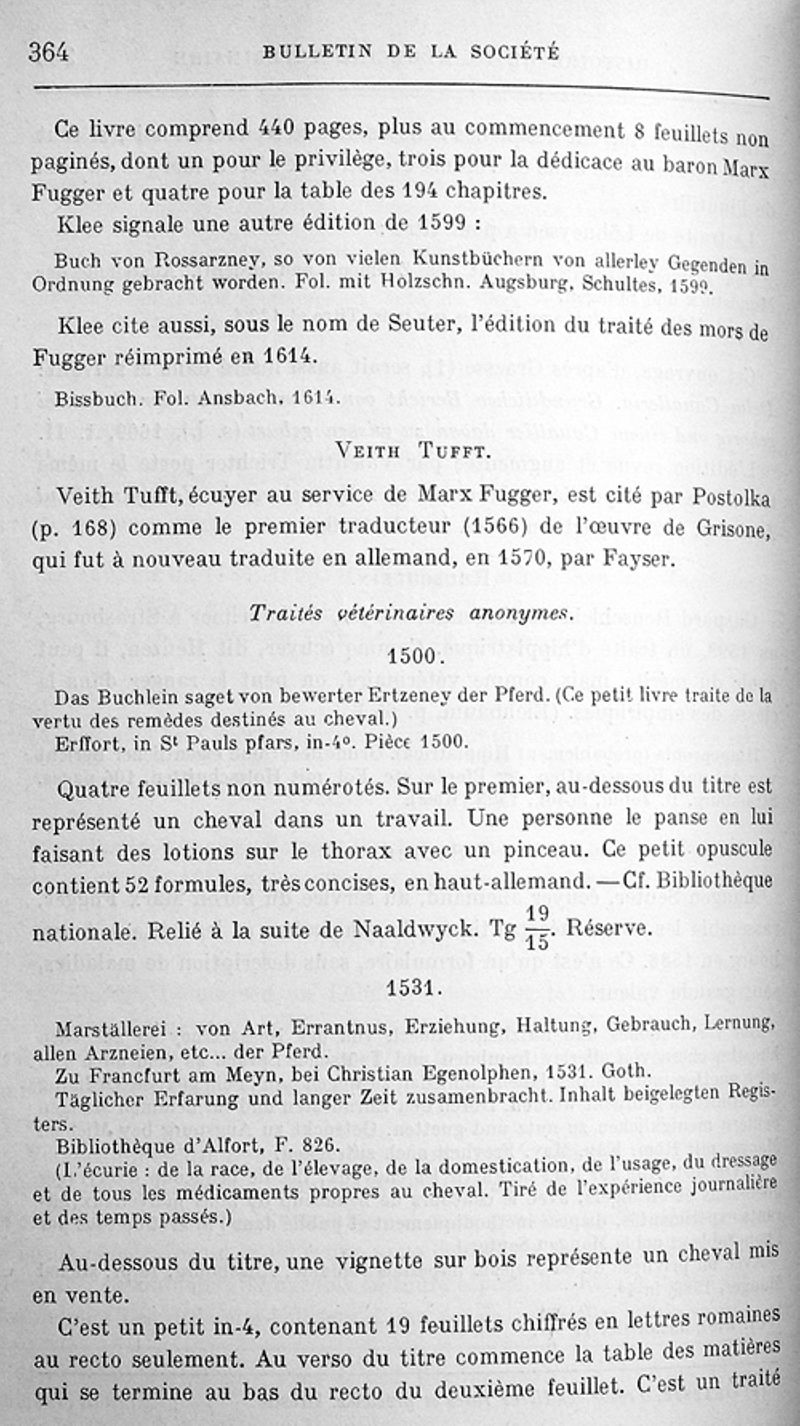 364 BULLETIN DE LA SOCIÉTÉ
Ce livre comprend 440 pages, plus au commencement 8 feuillets non
paginés, dont un pour le privilège, trois pour la dédicace au baron Marx
Fugger et quatre pour la table des 194 chapitres.
Klee signale une autre édition de 1599 :
Buch von Rossarzney, so von vielen Kunstbüchern von allerley Gegenden in
Ordnung gebracht worden. Fol. mit Holzschn. Augsburg, Schultes, 1599.
Klee cite aussi, sous le nom de Seuter, l'édition du traité des mors de
Fugger réimprimé en 1614.
Bissbuch. Fol. Ansbach, 1614.
VEITH TUFFT.
Veith Tufft, écuyer au service de Marx Fugger, est cité par Postolka
(p. 168) comme le premier traducteur (1566) de l'œuvre de Grisone,
qui fut à nouveau traduite en allemand, en 1570, par Fayser.
Traités vétérinaires anonymes.
1500.
Das Buchlein saget von bewerter Ertzeney der Pferd. (Ce petit livre traite de la
vertu des remèdes destinés au cheval.)
Erffort, in St Pauls pfars, in-4º. Pièce 1500.
Quatre feuillets non numérotés. Sur le premier, au-dessous du titre est
représenté un cheval dans un travail. Une personne le panse en lui
faisant des lotions sur le thorax avec un pinceau. Ce petit opuscule
contient 52 formules, très concises, en haut-allemand. — Cf. Bibliothèque
nationale. Relié à la suite de Naaldwyck. Tg 19/15. Réserve.
1531.
Marställerei : von Art, Errantnus, Erziehung, Haltung, Gebrauch, Lernung,
allen Arzneien, etc... der Pferd.
Zu Francfurt am Meyn, bei Christian Egenolphen, 1531. Goth.
Täglicher Erfarung und langer Zeit zusamenbracht. Inhalt beigelegten Regis-
ters.
Bibliothèque d'Alfort, F. 826.
(L'écurie : de la race, de l'élevage, de la domestication, de l'usage, du dressage
et de tous les médicaments propres au cheval. Tiré de l'expérience journalière
et des temps passés.)
Au-dessous du titre, une vignette sur bois représente un cheval mis
en vente.
C'est un petit in-4, contenant 19 feuillets chiffrés en lettres romaines
au recto seulement. Au verso du titre commence la table des matières
qui se termine au bas du recto du deuxième feuillet. C'est un traité